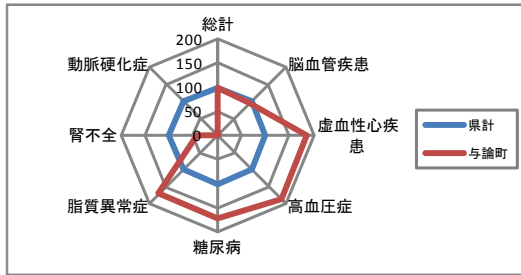 総計
200
150
100
50
0
動脈硬化症
脳血管疾患
腎不全
虚血性心疾
患
脂質異常症
高血圧症
糖尿病
県計
与論町